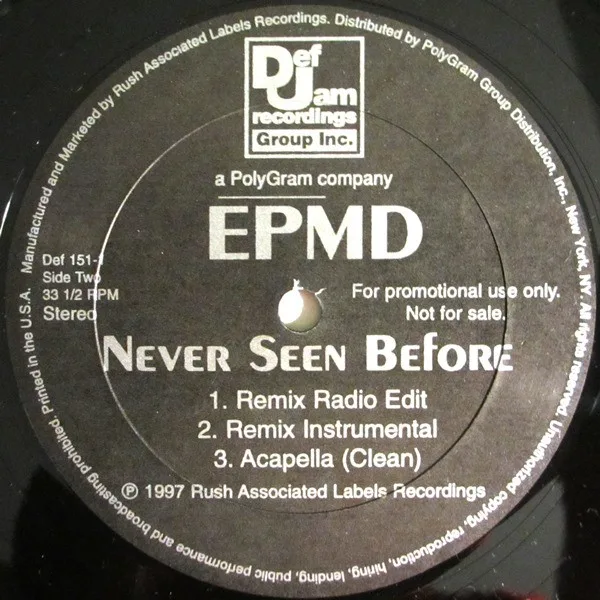 Def
Jam
recordings
Group Inc.
a PolyGram company
EPMD
Def 151-1
Side Two
33 1/2 RPM
Stereo
For promotional use only.
Not for sale.
NEVER SEEN BEFORE
1. Remix Radio Edit
2. Remix Instrumental
3. Acapella (Clean)
℗ 1997 Rush Associated Labels Recordings
Manufactured and Marketed by Rush Associated Labels Recordings. Distributed by PolyGram Group Distribution, Inc., New York, NY. All rights reserved. Unauthorized copying, reproduction, hiring, lending, public performance and broadcasting prohibited. Printed in the U.S.A.